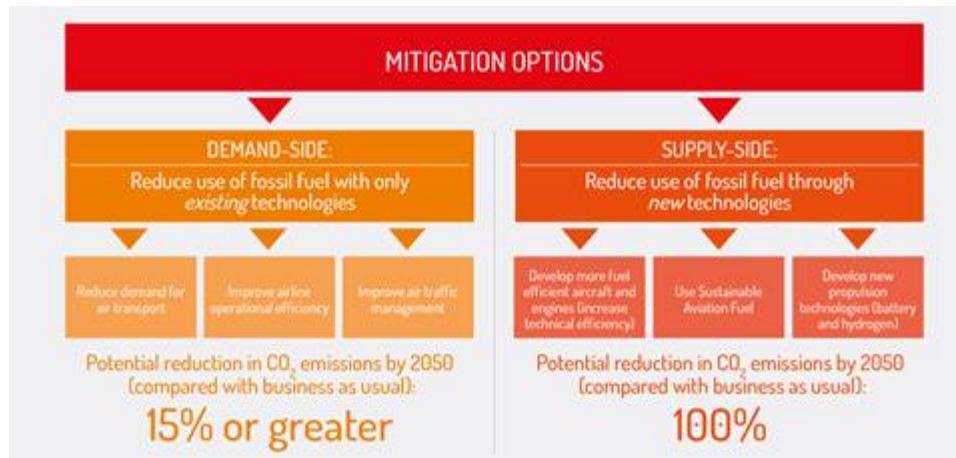 MITIGATION OPTIONS
DEMAND-SIDE:
Reduce use of fossil fuel with only
existing technologies
Reduce demand for
air transport
Improve airline
operational efficiency
Improve air traffic
management
Potential reduction in CO₂ emissions by 2050
(compared with business as usual):
15% or greater
SUPPLY-SIDE:
Reduce use of fossil fuel through
new technologies
Develop more fuel
efficient aircraft and
engines (increase
technical efficiency)
Use Sustainable
Aviation Fuel
Develop new
propulsion
technologies (battery
and hydrogen)
Potential reduction in CO₂ emissions by 2050
(compared with business as usual):
100%